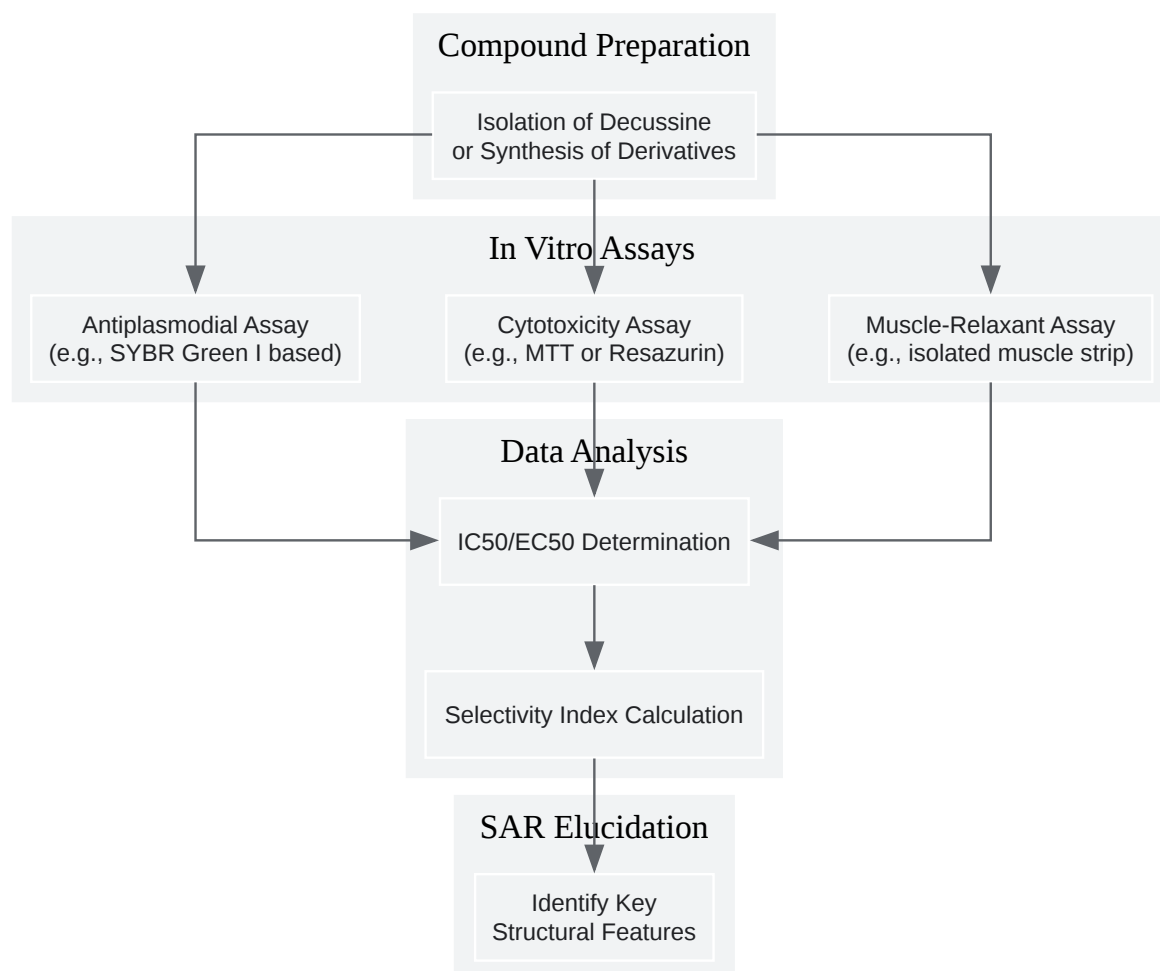 Compound Preparation
Isolation of Decussine
or Synthesis of Derivatives
In Vitro Assays
Antiplasmodial Assay
(e.g., SYBR Green I based)
Cytotoxicity Assay
(e.g., MTT or Resazurin)
Muscle-Relaxant Assay
(e.g., isolated muscle strip)
Data Analysis
IC50/EC50 Determination
Selectivity Index Calculation
SAR Elucidation
Identify Key
Structural Features